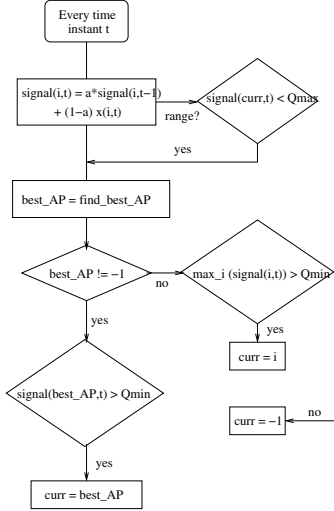 Every time
instant t
signal(i,t) = a*signal(i,t−1)
+ (1−a) x(i,t)
range?
signal(curr,t) < Qmax
yes
best_AP = find_best_AP
best_AP != −1
no
max_i (signal(i,t)) > Qmin
yes
yes
curr = i
signal(best_AP,t) > Qmin
no
curr = −1
yes
curr = best_AP